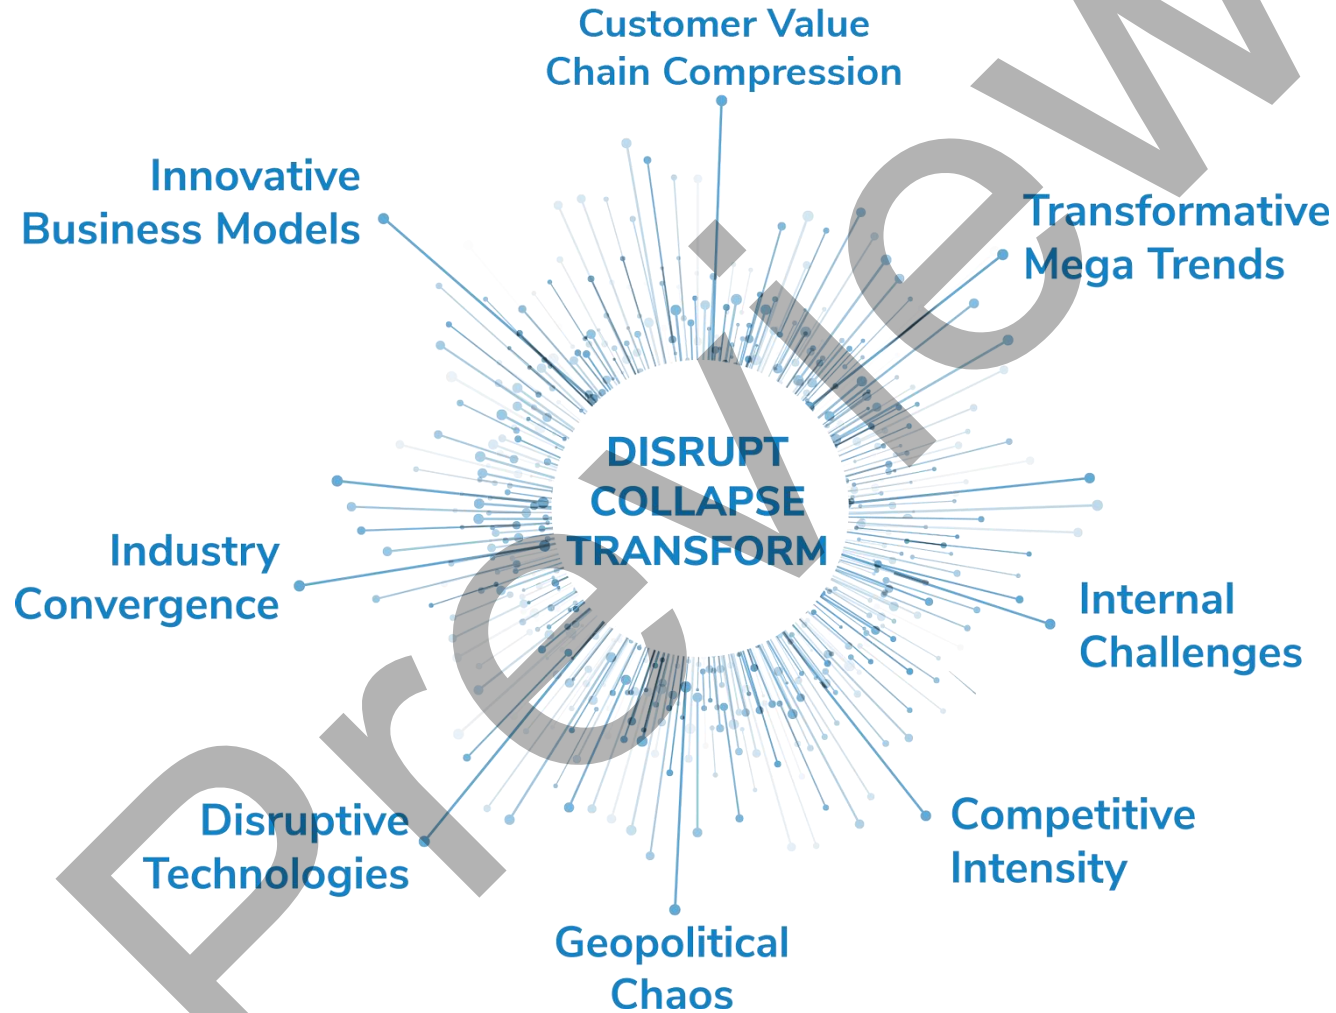 Customer Value
Chain Compression
Innovative
Business Models
Transformative
Mega Trends
DISRUPT
COLLAPSE
TRANSFORM
Industry
Convergence
Internal
Challenges
Disruptive
Technologies
Competitive
Intensity
Geopolitical
Chaos
Preview